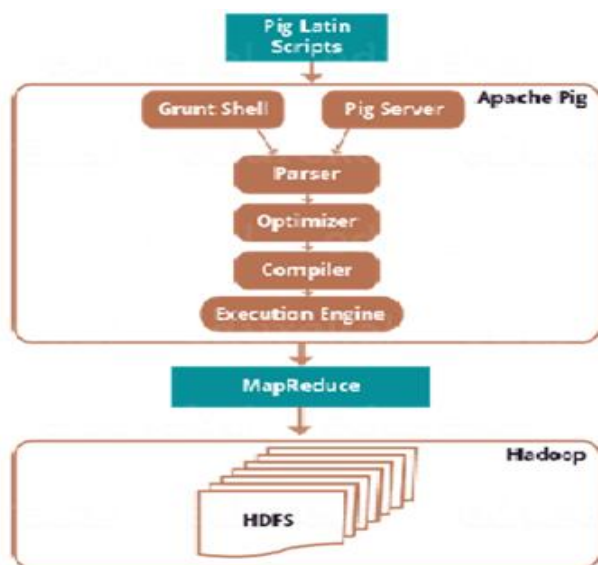 Pig Latin
Scripts
Apache Pig
Grunt Shell
Pig Server
Parser
Optimizer
Compiler
Execution Engine
MapReduce
Hadoop
HDFS